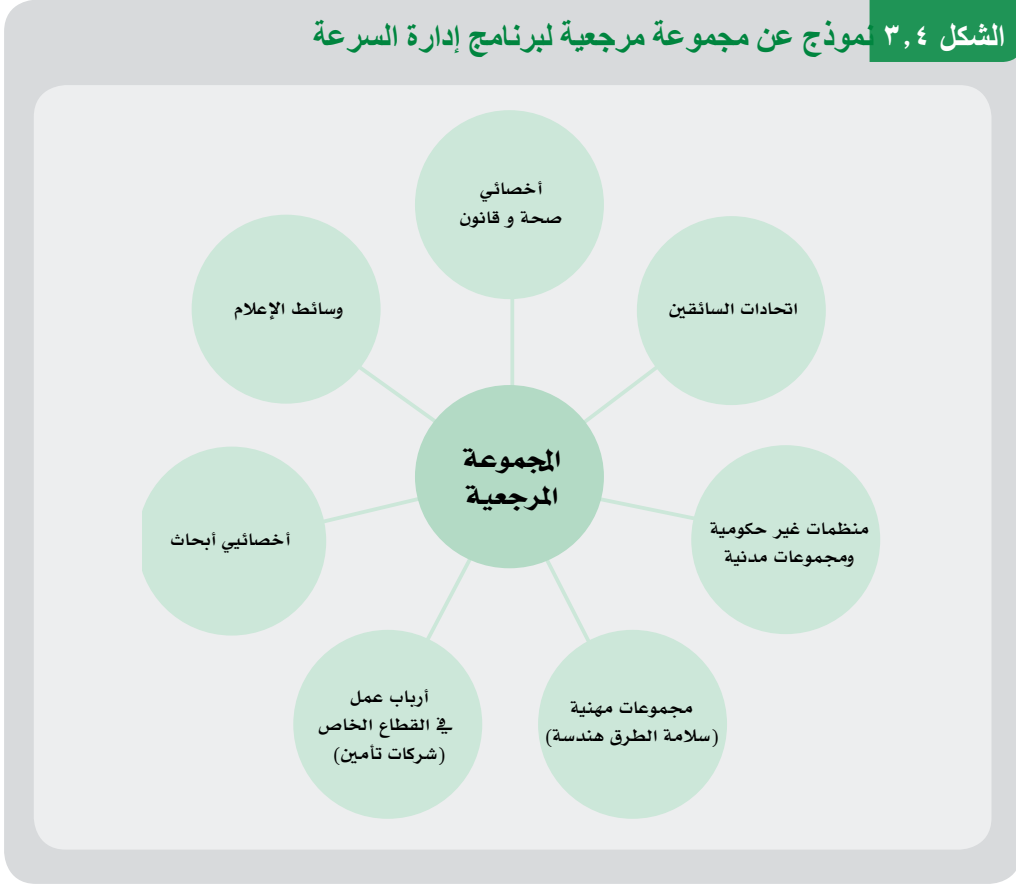 الشكل ٣,٤ نموذج عن مجموعة مرجعية لبرنامج إدارة السرعة
أخصائي
صحة و قانون
اتحادات السائقين
وسائط الإعلام
المجموعة
المرجعية
منظمات غير حكومية
ومجموعات مدنية
أخصائيي أبحاث
مجموعات مهنية
(سلامة الطرق هندسة)
أرباب عمل
في القطاع الخاص
(شركات تأمين)